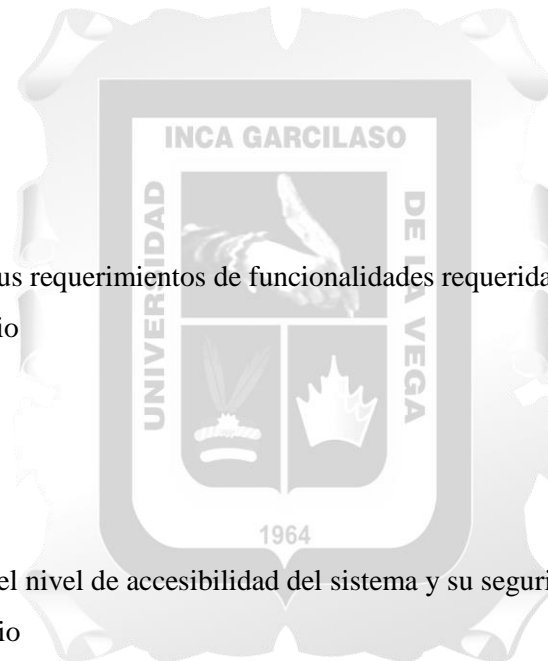 INCA GARCILASO
UNIVERSIDAD
DE LA VEGA
us requerimientos de funcionalidades requerida
io
1964
el nivel de accesibilidad del sistema y su seguri
io